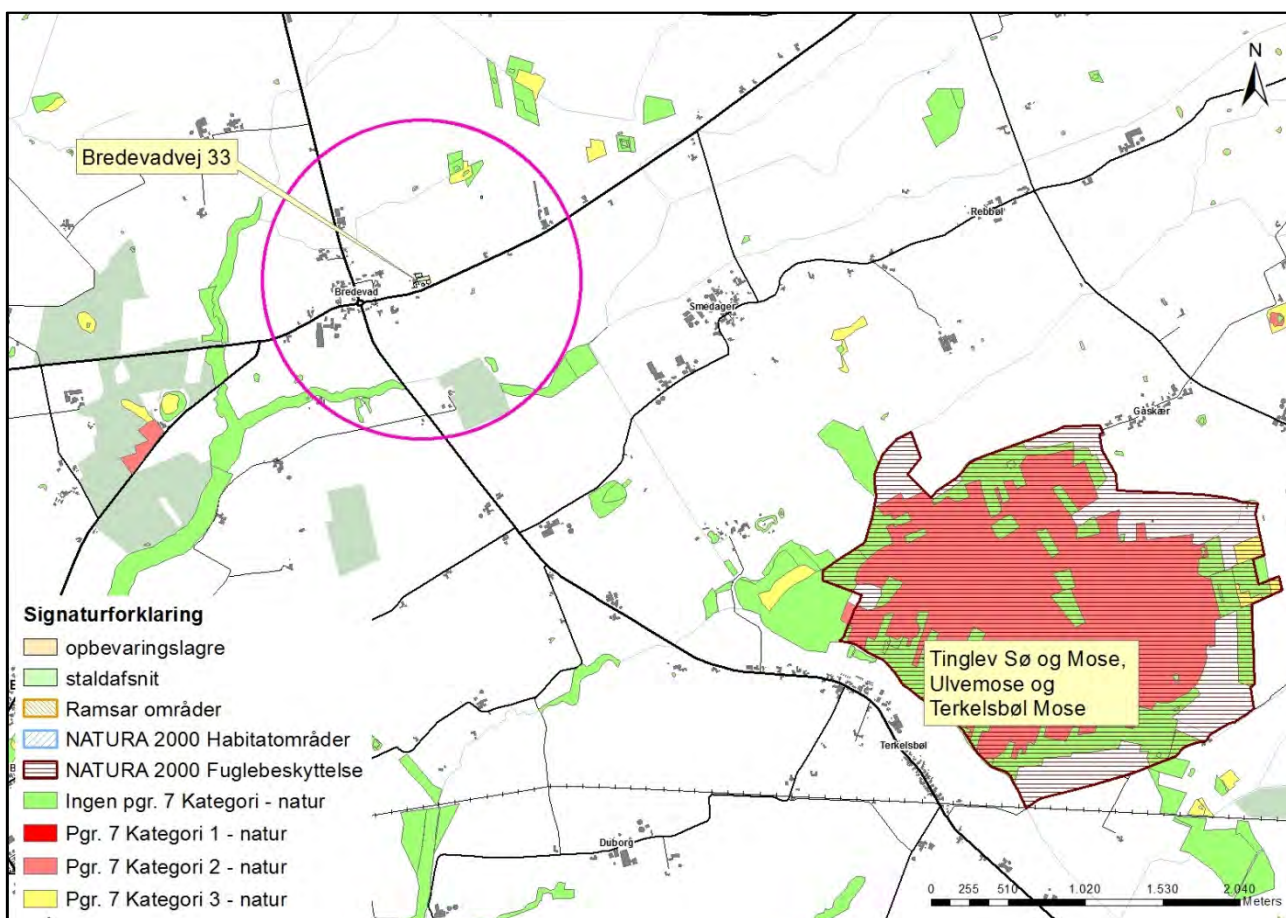 N
Bredevadvej 33
Bredevad
Rebbøl
Smedager
Gåskær
Signaturforklaring
opbevaringslagre
staldafsnit
Ramsar områder
NATURA 2000 Habitatområder
NATURA 2000 Fuglebeskyttelse
Ingen pgr. 7 Kategori - natur
Pgr. 7 Kategori 1 - natur
Pgr. 7 Kategori 2 - natur
Pgr. 7 Kategori 3 - natur
Tinglev Sø og Mose,
Ulvemose og
Terkelsbøl Mose
Terkelsbøl
Duborg
0 255 510 1.020 1.530 2.040
Meters